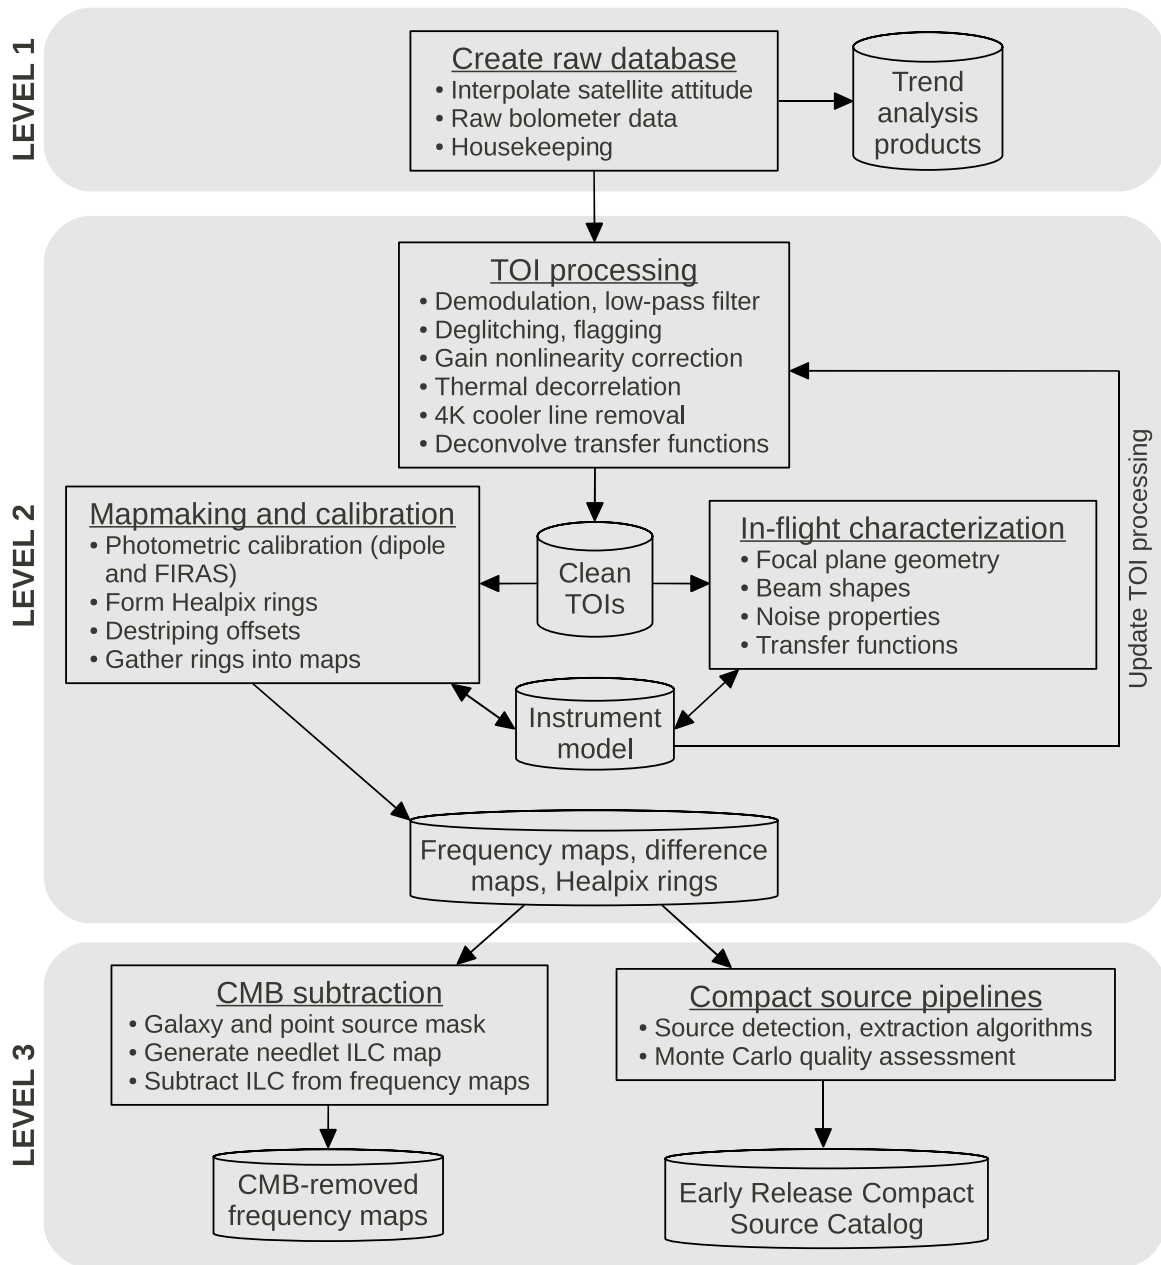 LEVEL 1
Create raw database
• Interpolate satellite attitude
• Raw bolometer data
• Housekeeping
Trend
analysis
products
LEVEL 2
TOI processing
• Demodulation, low-pass filter
• Deglitching, flagging
• Gain nonlinearity correction
• Thermal decorrelation
• 4K cooler line removal
• Deconvolve transfer functions
Mapmaking and calibration
• Photometric calibration (dipole
and FIRAS)
• Form Healpix rings
• Destriping offsets
• Gather rings into maps
Clean
TOIs
In-flight characterization
• Focal plane geometry
• Beam shapes
• Noise properties
• Transfer functions
Update TOI processing
Instrument
model
Frequency maps, difference
maps, Healpix rings
LEVEL 3
CMB subtraction
• Galaxy and point source mask
• Generate needlet ILC map
• Subtract ILC from frequency maps
Compact source pipelines
• Source detection, extraction algorithms
• Monte Carlo quality assessment
CMB-removed
frequency maps
Early Release Compact
Source Catalog